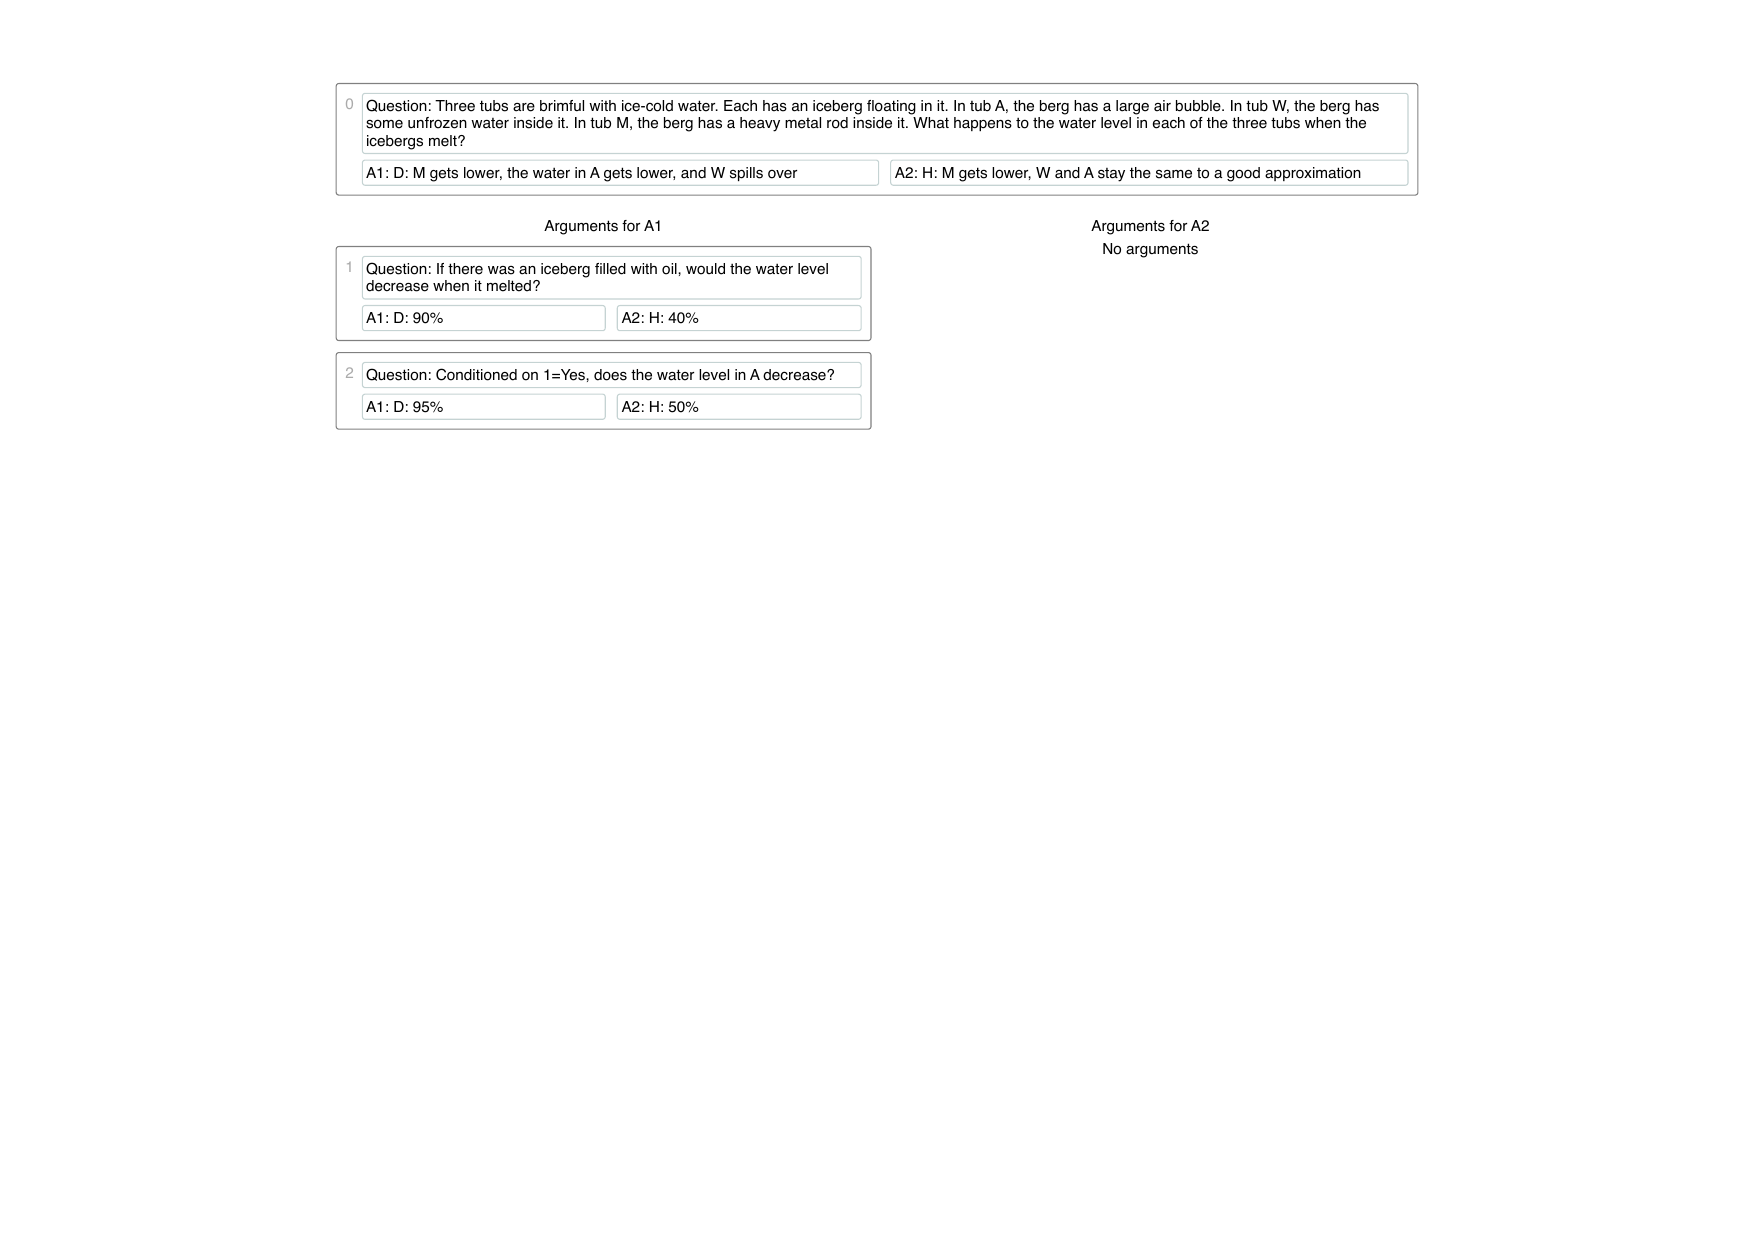 0
Question: Three tubs are brimful with ice-cold water. Each has an iceberg floating in it. In tub A, the berg has a large air bubble. In tub W, the berg has
some unfrozen water inside it. In tub M, the berg has a heavy metal rod inside it. What happens to the water level in each of the three tubs when the
icebergs melt?
A1: D: M gets lower, the water in A gets lower, and W spills over
A2: H: M gets lower, W and A stay the same to a good approximation
Arguments for A1
1
Question: If there was an iceberg filled with oil, would the water level
decrease when it melted?
A1: D: 90%
A2: H: 40%
2
Question: Conditioned on 1=Yes, does the water level in A decrease?
A1: D: 95%
A2: H: 50%
Arguments for A2
No arguments